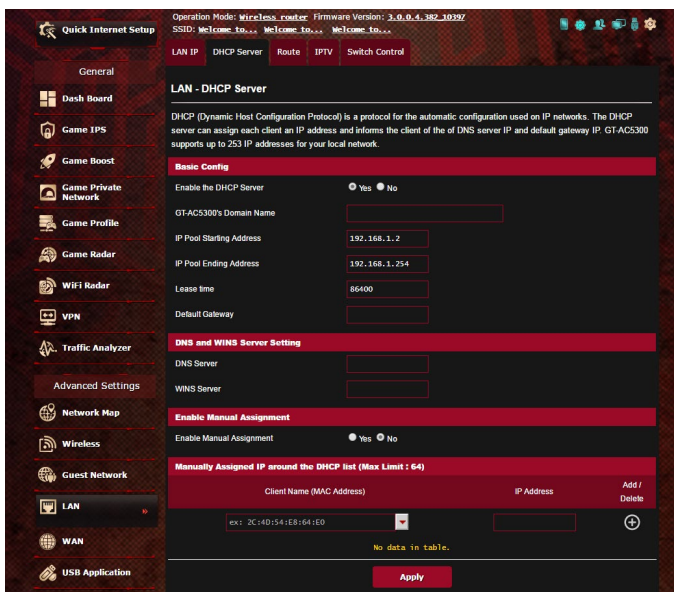 Quick Internet Setup
General
Dash Board
Game IPS
Game Boost
Game Private
Network
Game Profile
Game Radar
WiFi Radar
VPN
Traffic Analyzer
Advanced Settings
Network Map
Wireless
Guest Network
LAN
WAN
USB Application
Operation Mode: Wireless router Firmware Version: 3.0.0.4.382_10397
SSID: Welcome to... Welcome to... Welcome to...
LAN IP DHCP Server Route IPTV Switch Control
LAN - DHCP Server
DHCP (Dynamic Host Configuration Protocol) is a protocol for the automatic configuration used on IP networks. The DHCP
server can assign each client an IP address and informs the client of the of DNS server IP and default gateway IP. GT-AC5300
supports up to 253 IP addresses for your local network.
Basic Config
Enable the DHCP Server Yes No
GT-AC5300's Domain Name
IP Pool Starting Address 192.168.1.2
IP Pool Ending Address 192.168.1.254
Lease time 86400
Default Gateway
DNS and WINS Server Setting
DNS Server
WINS Server
Enable Manual Assignment
Enable Manual Assignment Yes No
Manually Assigned IP around the DHCP list (Max Limit : 64)
Client Name (MAC Address) IP Address Add /
Delete
ex: 2C:4D:54:E8:64:E0
No data in table.
Apply